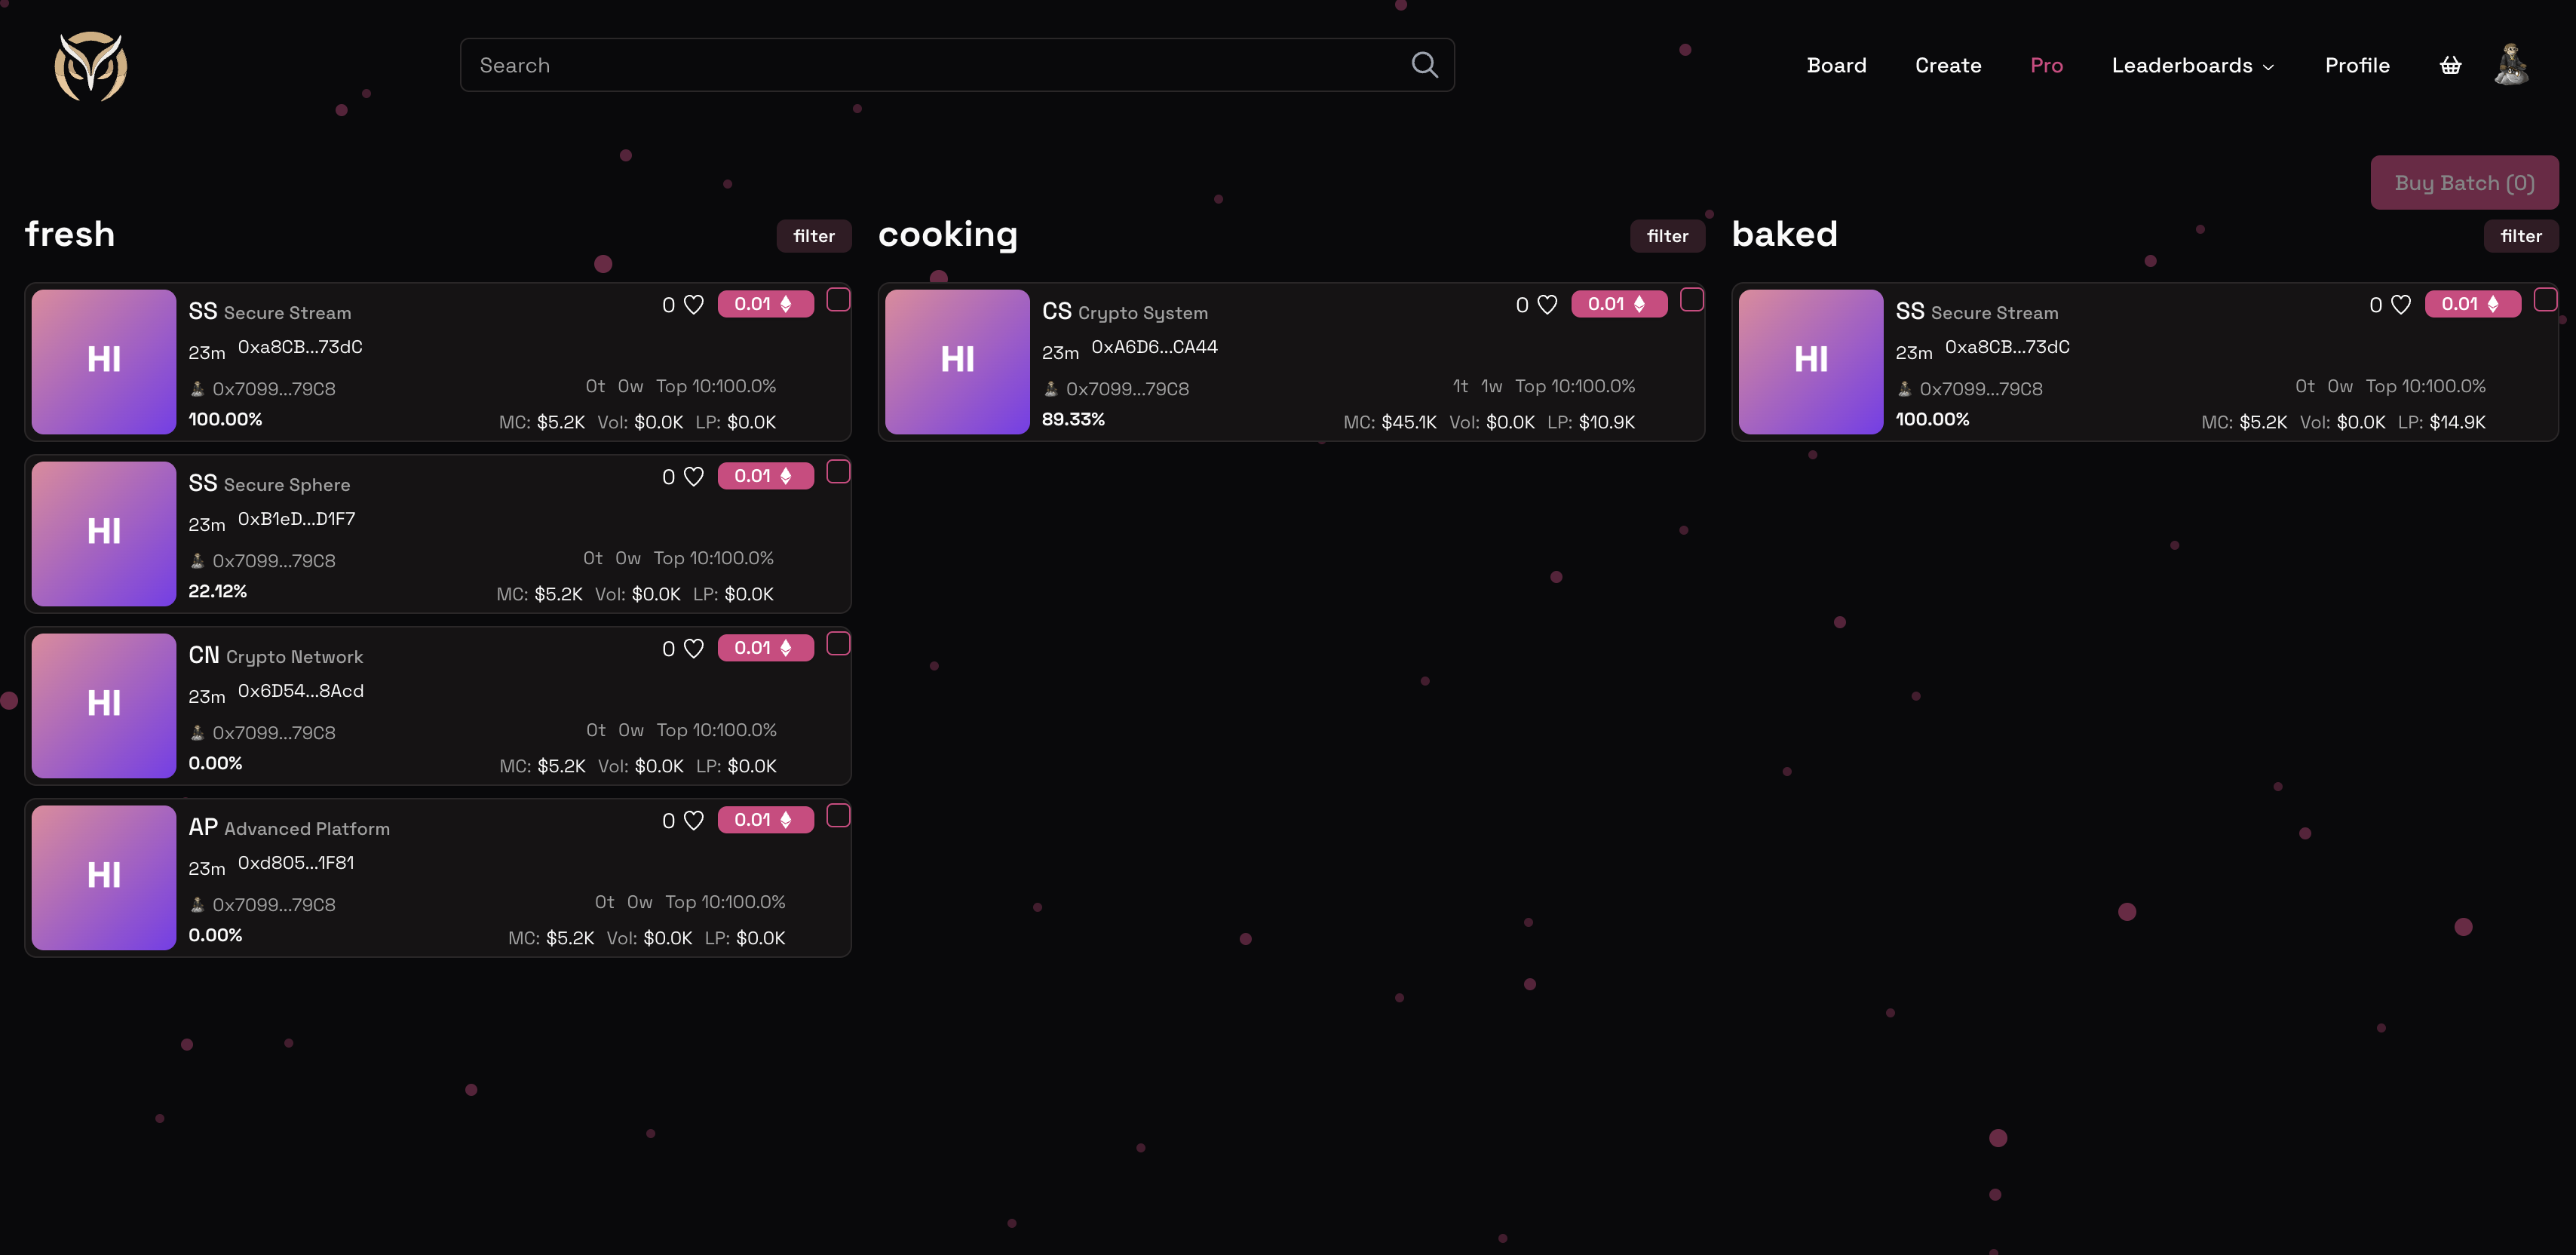 Search
Board Create Pro Leaderboards Profile
Buy Batch (0)
fresh filter
HI
SS Secure Stream 0 0.01
23m 0xa8CB...73dC
0x7099...79C8 0t 0w Top 10:100.0%
100.00% MC: $5.2K Vol: $0.0K LP: $0.0K
HI
SS Secure Sphere 0 0.01
23m 0xB1eD...D1F7
0x7099...79C8 0t 0w Top 10:100.0%
22.12% MC: $5.2K Vol: $0.0K LP: $0.0K
HI
CN Crypto Network 0 0.01
23m 0x6D54...8Acd
0x7099...79C8 0t 0w Top 10:100.0%
0.00% MC: $5.2K Vol: $0.0K LP: $0.0K
HI
AP Advanced Platform 0 0.01
23m 0xd805...1F81
0x7099...79C8 0t 0w Top 10:100.0%
0.00% MC: $5.2K Vol: $0.0K LP: $0.0K
cooking filter
HI
CS Crypto System 0 0.01
23m 0xA6D6...CA44
0x7099...79C8 1t 1w Top 10:100.0%
89.33% MC: $45.1K Vol: $0.0K LP: $10.9K
baked filter
HI
SS Secure Stream 0 0.01
23m 0xa8CB...73dC
0x7099...79C8 0t 0w Top 10:100.0%
100.00% MC: $5.2K Vol: $0.0K LP: $14.9K